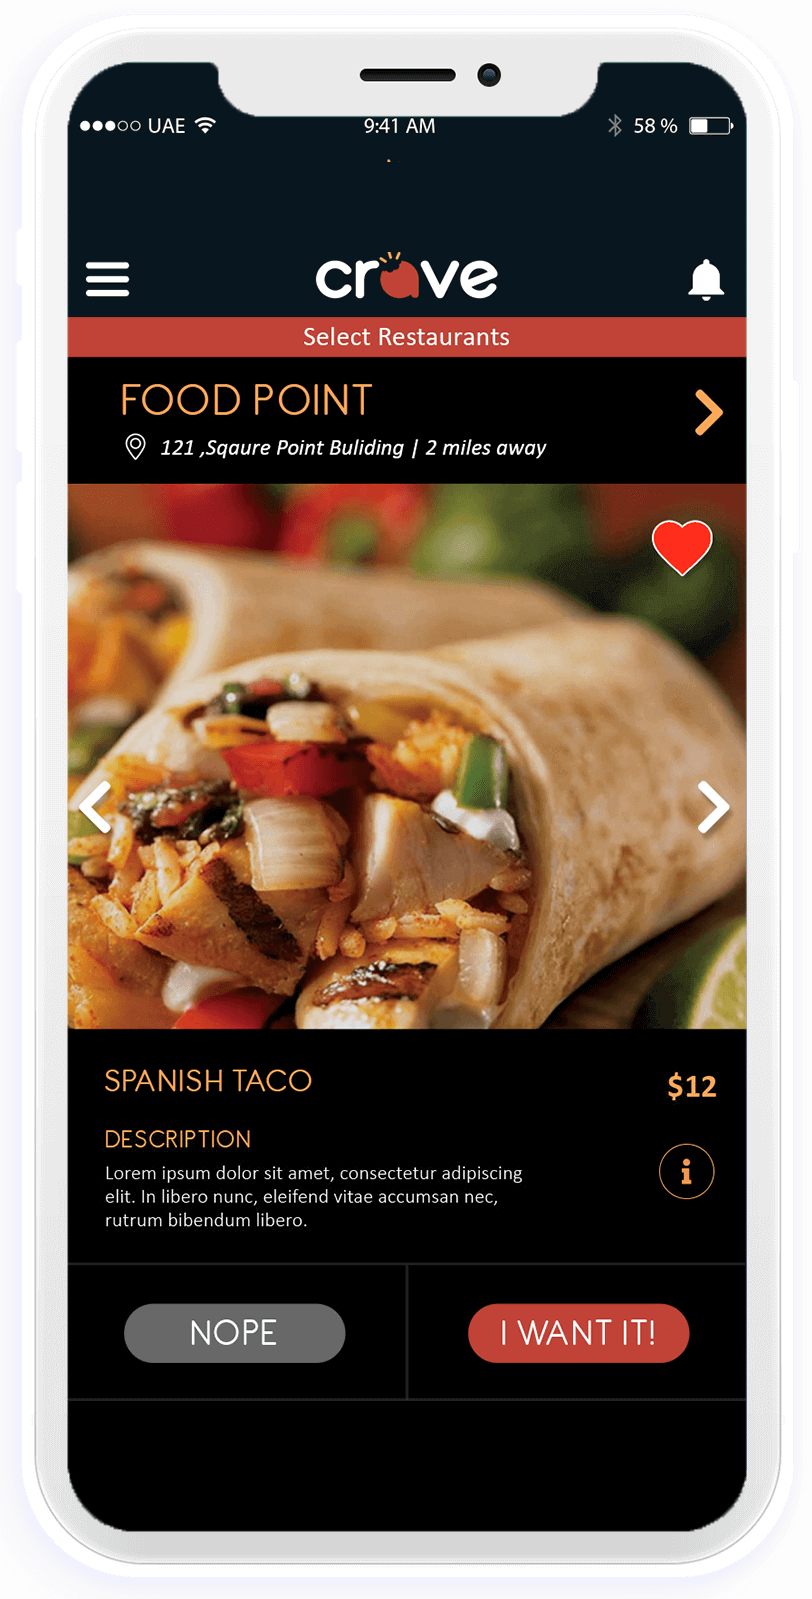 UAE 9:41 AM 58 %
crave
Select Restaurants
FOOD POINT
121 ,Sqaure Point Buliding | 2 miles away
SPANISH TACO $12
DESCRIPTION
Lorem ipsum dolor sit amet, consectetur adipiscing
elit. In libero nunc, eleifend vitae accumsan nec,
rutrum bibendum libero.
i
NOPE I WANT IT!